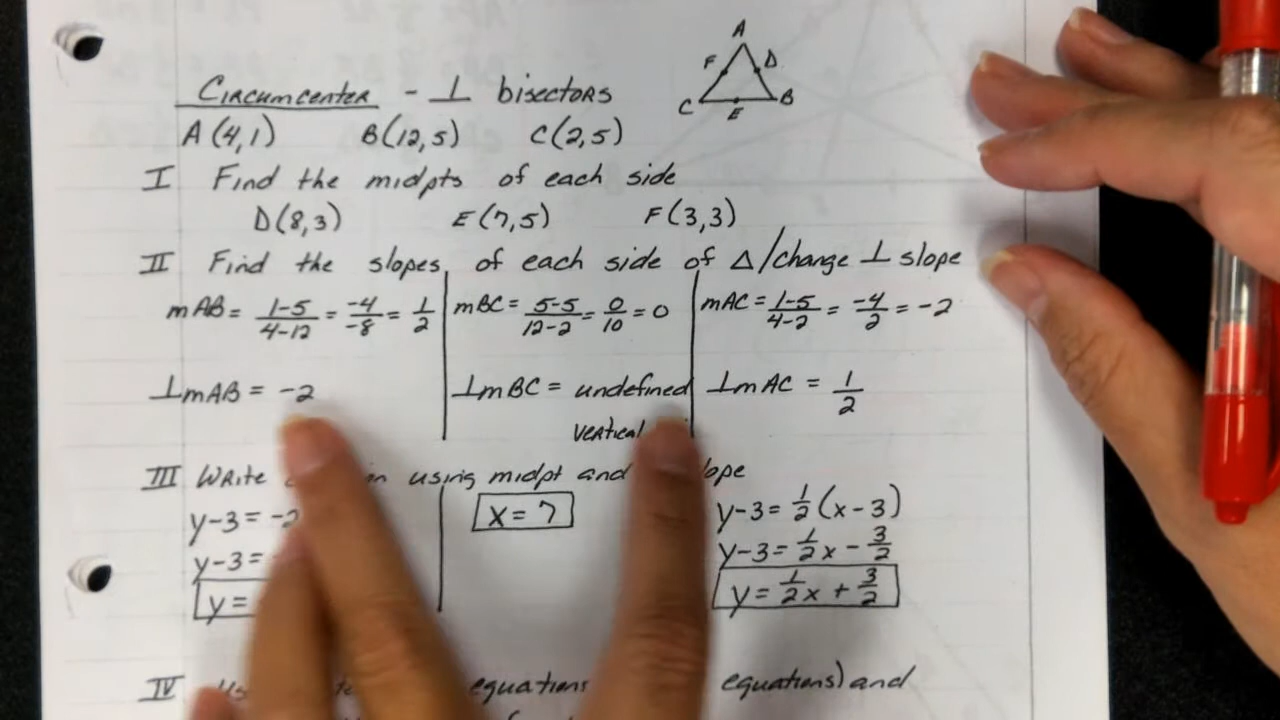 A
F D
C E B
CIRCUMCENTER - ⊥ bisectors
A(4,1) B(12,5) C(2,5)
I Find the midpts of each side
D(8,3) E(7,5) F(3,3)
II Find the slopes of each side of Δ/change ⊥ slope
mAB = (1-5)/(4-12) = (-4)/(-8) = 1/2 mBC = (5-5)/(12-2) = 0/10 = 0 mAC = (1-5)/(4-2) = (-4)/2 = -2
⊥mAB = -2 ⊥mBC = undefined ⊥mAC = 1/2
vertical
III Write using midpt and
y-3 = -2 x = 7 y-3 = 1/2(x-3)
y-3 = y-3 = 1/2x - 3/2
y = y = 1/2x + 3/2
IV equations equations) and